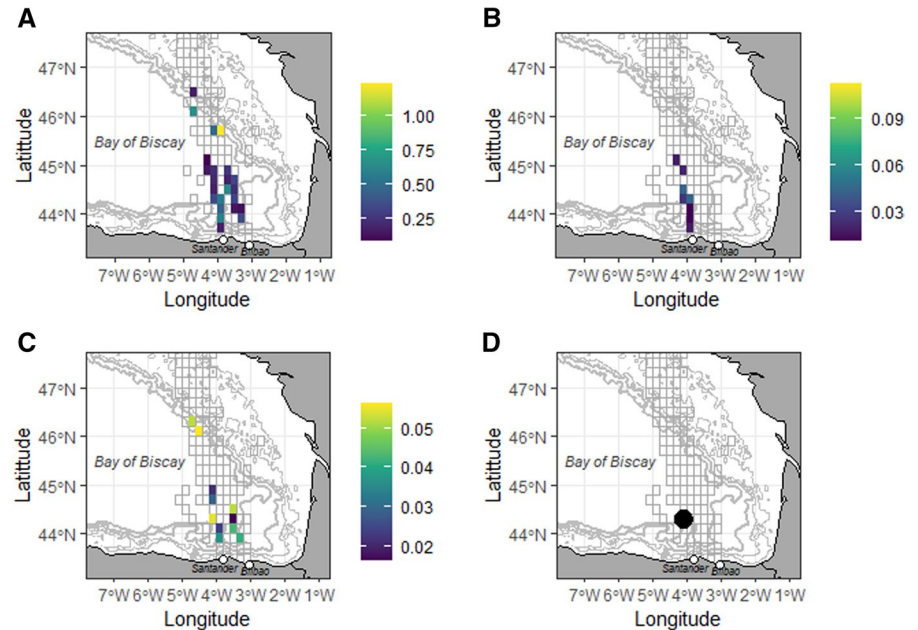 A
47°N
46°N
45°N
44°N
Latittude
Bay of Biscay
Santander
Bilbao
7°W 6°W 5°W 4°W 3°W 2°W 1°W
Longitude
1.00
0.75
0.50
0.25
B
47°N
46°N
45°N
44°N
Latittude
Bay of Biscay
Santander
Bilbao
7°W 6°W 5°W 4°W 3°W 2°W 1°W
Longitude
0.09
0.06
0.03
C
47°N
46°N
45°N
44°N
Latittude
Bay of Biscay
Santander
Bilbao
7°W 6°W 5°W 4°W 3°W 2°W 1°W
Longitude
0.05
0.04
0.03
0.02
D
47°N
46°N
45°N
44°N
Latittude
Bay of Biscay
Santander
Bilbao
7°W 6°W 5°W 4°W 3°W 2°W 1°W
Longitude